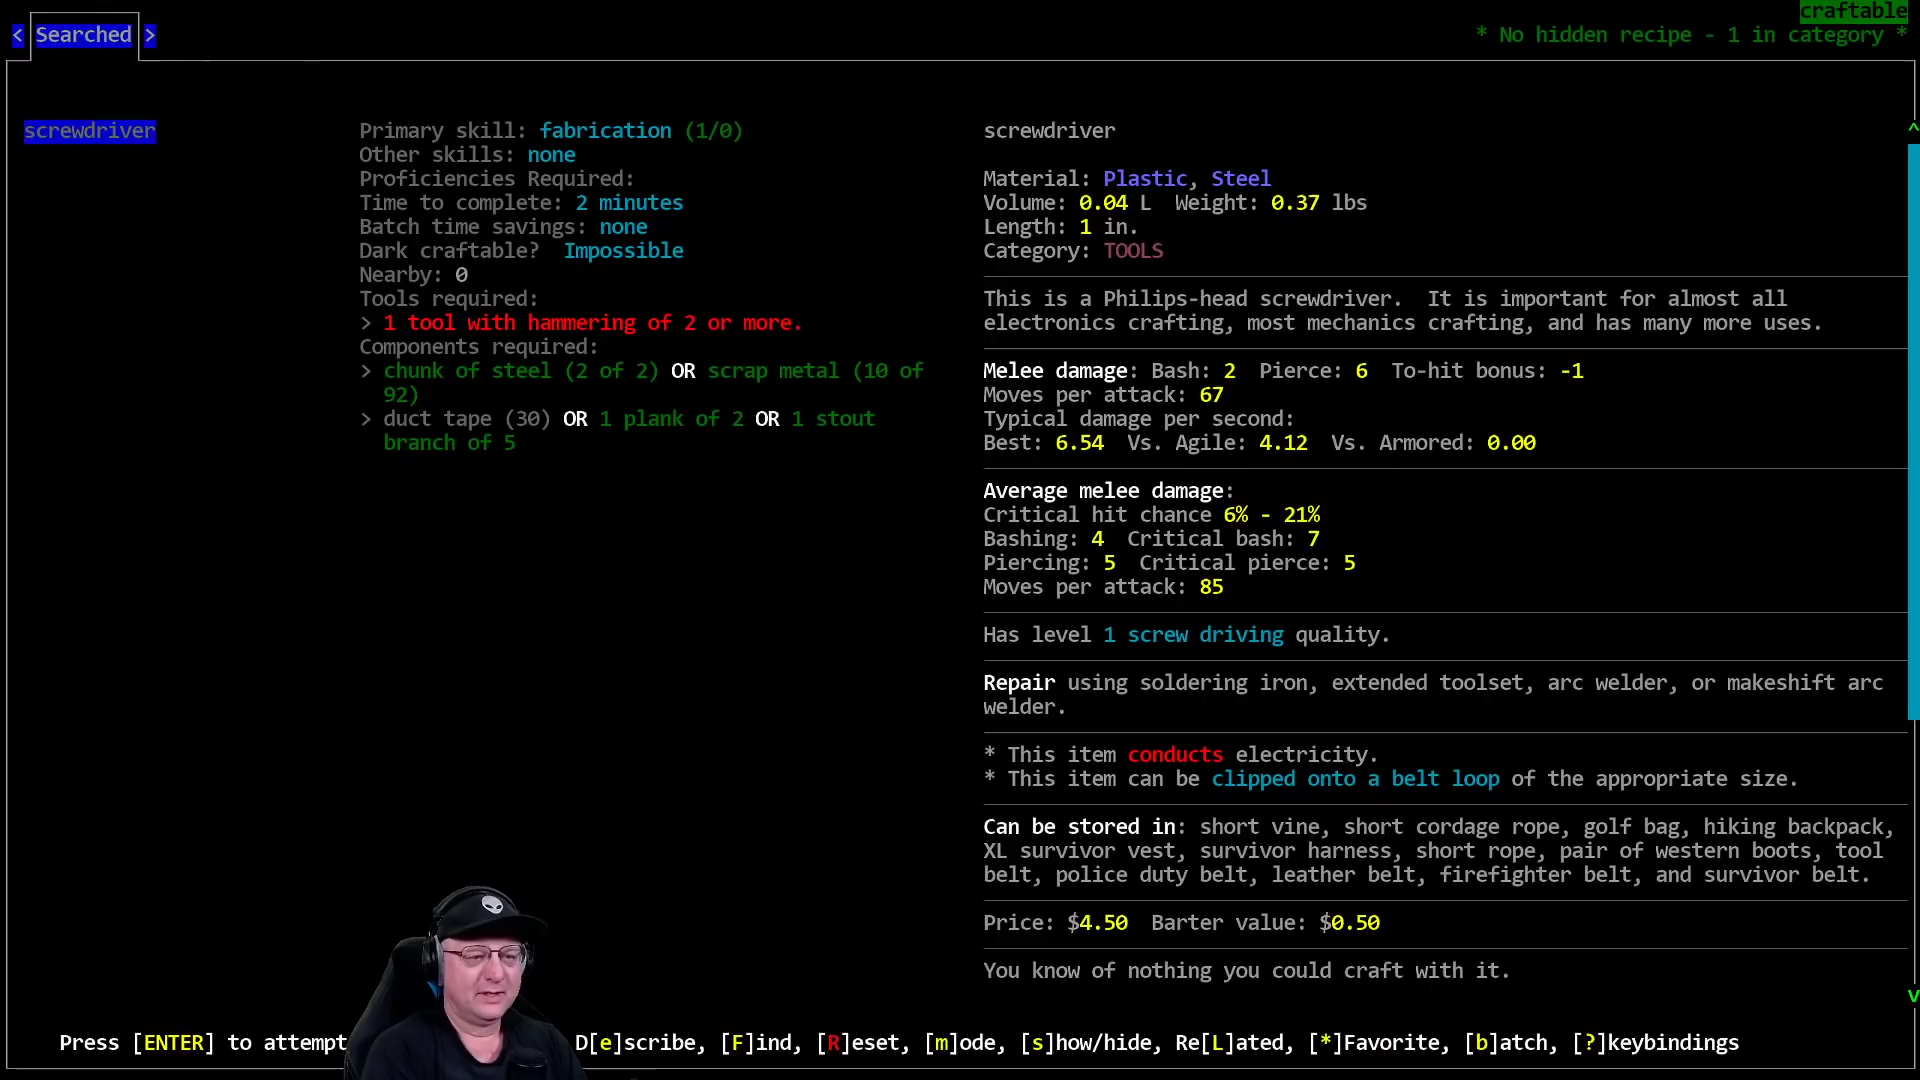 craftable
< Searched >
* No hidden recipe - 1 in category *
screwdriver
Primary skill: fabrication (1/0)
Other skills: none
Proficiencies Required:
Time to complete: 2 minutes
Batch time savings: none
Dark craftable? Impossible
Nearby: 0
Tools required:
> 1 tool with hammering of 2 or more.
Components required:
> chunk of steel (2 of 2) OR scrap metal (10 of
92)
> duct tape (30) OR 1 plank of 2 OR 1 stout
branch of 5
screwdriver
Material: Plastic, Steel
Volume: 0.04 L Weight: 0.37 lbs
Length: 1 in.
Category: TOOLS
This is a Philips-head screwdriver. It is important for almost all
electronics crafting, most mechanics crafting, and has many more uses.
Melee damage: Bash: 2 Pierce: 6 To-hit bonus: -1
Moves per attack: 67
Typical damage per second:
Best: 6.54 Vs. Agile: 4.12 Vs. Armored: 0.00
Average melee damage:
Critical hit chance 6% - 21%
Bashing: 4 Critical bash: 7
Piercing: 5 Critical pierce: 5
Moves per attack: 85
Has level 1 screw driving quality.
Repair using soldering iron, extended toolset, arc welder, or makeshift arc
welder.
* This item conducts electricity.
* This item can be clipped onto a belt loop of the appropriate size.
Can be stored in: short vine, short cordage rope, golf bag, hiking backpack,
XL survivor vest, survivor harness, short rope, pair of western boots, tool
belt, police duty belt, leather belt, firefighter belt, and survivor belt.
Price: $4.50 Barter value: $0.50
You know of nothing you could craft with it.
Press [ENTER] to attempt D[e]scribe, [F]ind, [R]eset, [m]ode, [s]how/hide, Re[L]ated, [*]Favorite, [b]atch, [?]keybindings